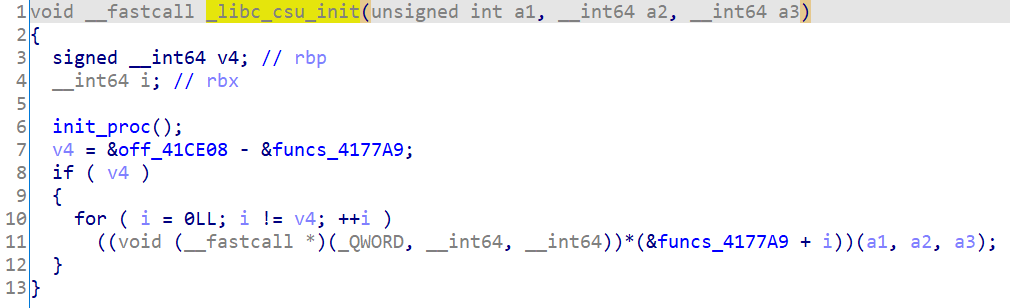 1 void __fastcall _libc_csu_init(unsigned int a1, __int64 a2, __int64 a3)
2 {
3   signed __int64 v4; // rbp
4   __int64 i; // rbx
5
6   init_proc();
7   v4 = &off_41CE08 - &funcs_4177A9;
8   if ( v4 )
9   {
10     for ( i = 0LL; i != v4; ++i )
11       ((void (__fastcall *)(_QWORD, __int64, __int64))*(&funcs_4177A9 + i))(a1, a2, a3);
12   }
13 }